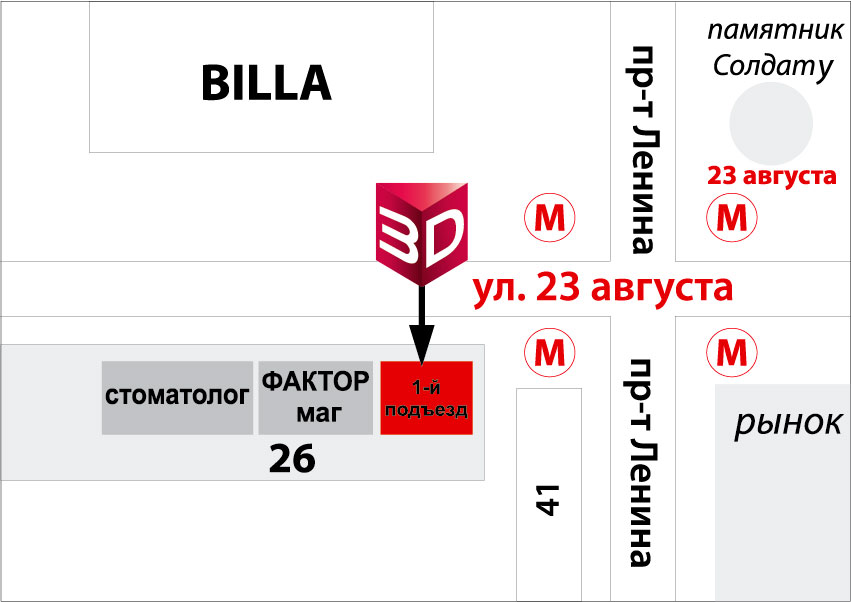 BILLA
пр-т Ленина
памятник
Солдату
23 августа
М
М
3D
ул. 23 августа
М
М
стоматолог
ФАКТОР
маг
1-й
подъезд
26
41
пр-т Ленина
рынок